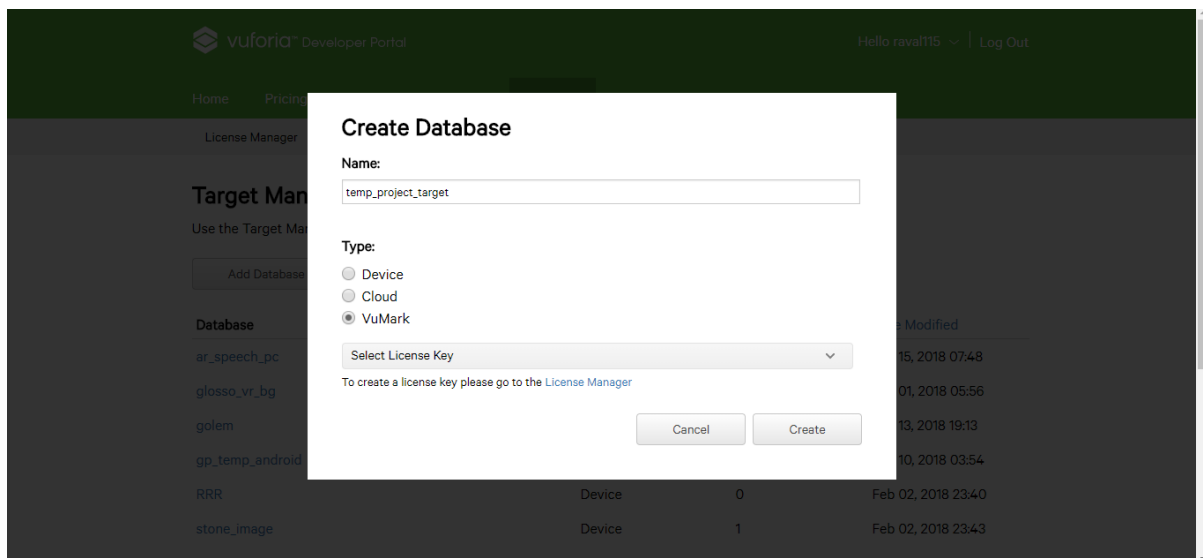 vuforia™ Developer Portal
Hello raval115 | Log Out
Home Pricing
License Manager
Create Database
Name:
temp_project_target
Target Man
Use the Target Ma
Type:
Add Database
Device
Cloud
VuMark
Database
e Modified
Select License Key
ar_speech_pc
15, 2018 07:48
To create a license key please go to the License Manager
glosso_vr_bg
01, 2018 05:56
Cancel Create
golem
13, 2018 19:13
gp_temp_android
10, 2018 03:54
RRR Device 0 Feb 02, 2018 23:40
stone_image Device 1 Feb 02, 2018 23:43